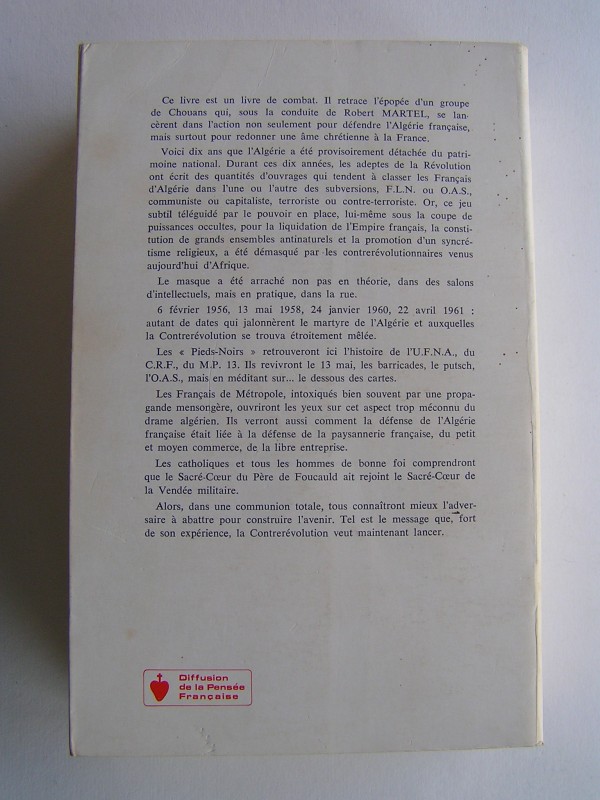 Ce livre est un livre de combat. Il retrace l'épopée d'un groupe
de Chouans qui, sous la conduite de Robert MARTEL, se lan-
cèrent dans l'action non seulement pour défendre l'Algérie française,
mais surtout pour redonner une âme chrétienne à la France.
Voici dix ans que l'Algérie a été provisoirement détachée du patri-
moine national. Durant ces dix années, les adeptes de la Révolution
ont écrit des quantités d'ouvrages qui tendent à classer les Français
d'Algérie dans l'une ou l'autre des subversions, F.L.N. ou O.A.S.,
communiste ou capitaliste, terroriste ou contre-terroriste. Or, ce jeu
subtil téléguidé par le pouvoir en place, lui-même sous la coupe de
puissances occultes, pour la liquidation de l'Empire français, la consti-
tution de grands ensembles antinaturels et la promotion d'un syncré-
tisme religieux, a été démasqué par les contrerévolutionnaires venus
aujourd'hui d'Afrique.
Le masque a été arraché non pas en théorie, dans des salons
d'intellectuels, mais en pratique, dans la rue.
6 février 1956, 13 mai 1958, 24 janvier 1960, 22 avril 1961 :
autant de dates qui jalonnèrent le martyre de l'Algérie et auxquelles
la Contrerévolution se trouva étroitement mêlée.
Les « Pieds-Noirs » retrouveront ici l'histoire de l'U.F.N.A., du
C.R.F., du M.P. 13. Ils revivront le 13 mai, les barricades, le putsch,
l'O.A.S., mais en méditant sur... le dessous des cartes.
Les Français de Métropole, intoxiqués bien souvent par une propa-
gande mensongère, ouvriront les yeux sur cet aspect trop méconnu du
drame algérien. Ils verront aussi comment la défense de l'Algérie
française était liée à la défense de la paysannerie française, du petit
et moyen commerce, de la libre entreprise.
Les catholiques et tous les hommes de bonne foi comprendront
que le Sacré-Cœur du Père de Foucauld ait rejoint le Sacré-Cœur de
la Vendée militaire.
Alors, dans une communion totale, tous connaîtront mieux l'adver-
saire à abattre pour construire l'avenir. Tel est le message que, fort
de son expérience, la Contrerévolution veut maintenant lancer.
Diffusion
de la Pensée
Française